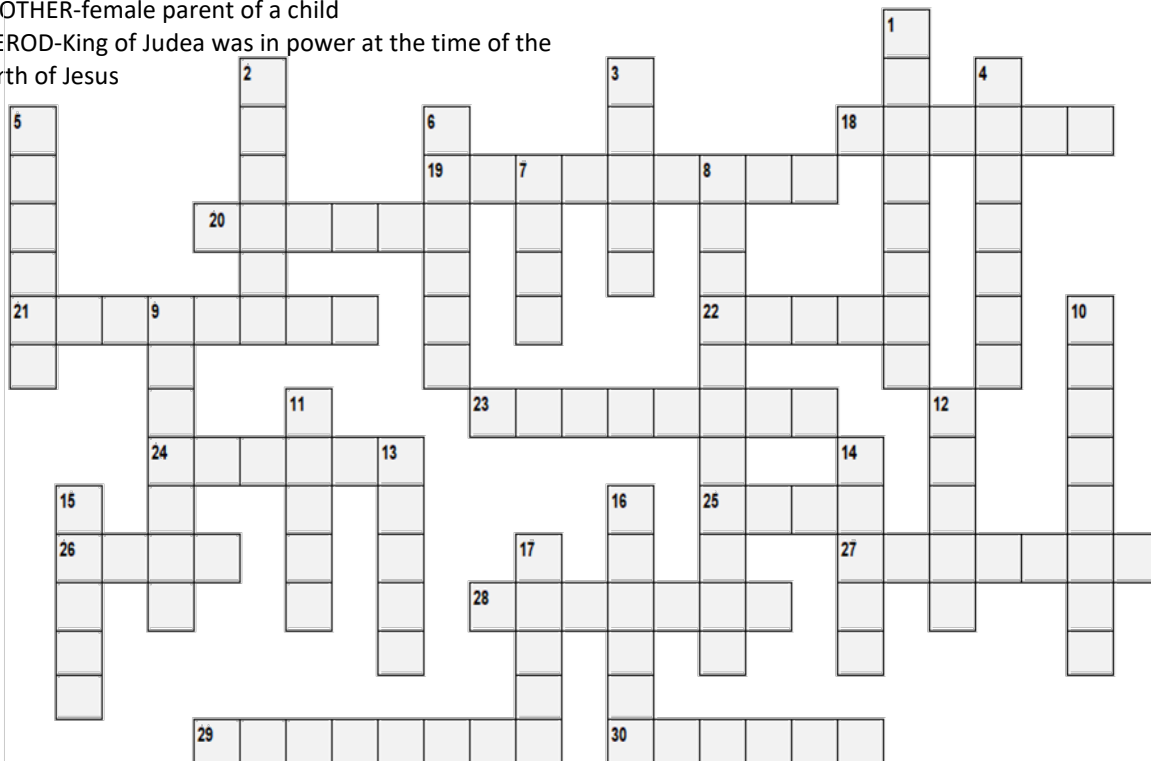 OTHER-female parent of a child
1
EROD-King of Judea was in power at the time of the
rth of Jesus
2 3 4
5 6 18
19 7 8
20
21 9 22 10
11 23 12
24 13 14
15 16 25
26 17 27
28
29 30